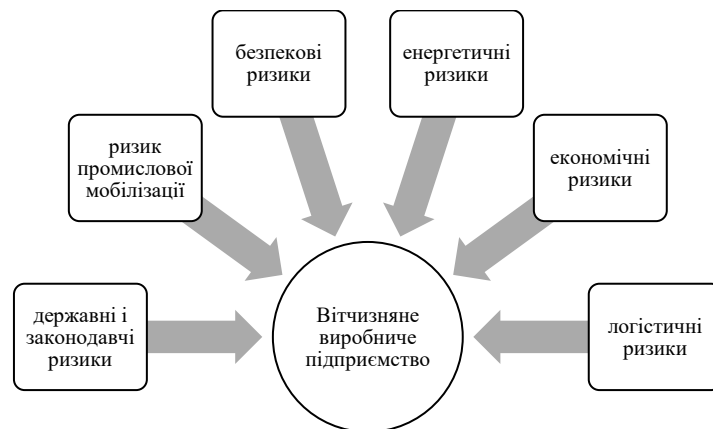 безпекові
ризики
енергетичні
ризики
ризик
промислової
мобілізації
економічні
ризики
державні і
законодавчі
ризики
Вітчизняне
виробниче
підприємство
логістичні
ризики